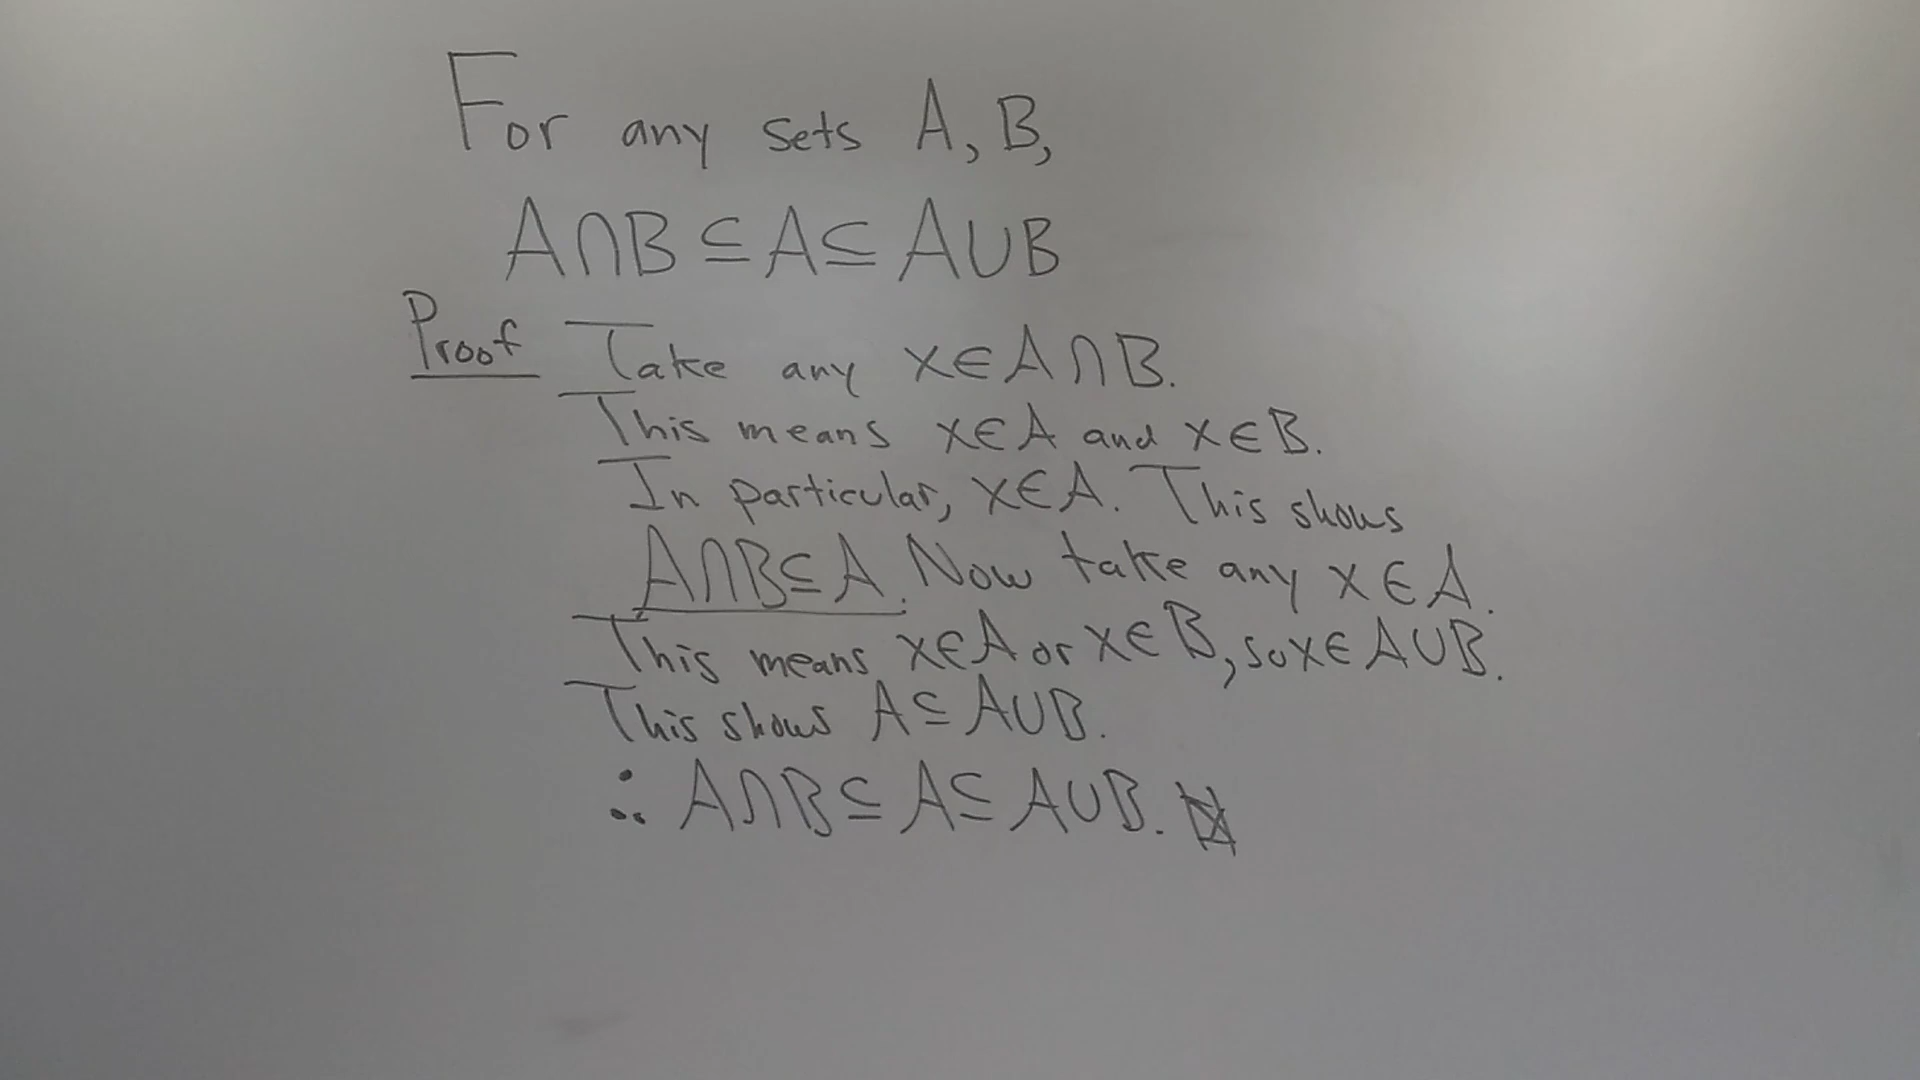 For any sets A, B,
A∩B ⊆ A ⊆ A∪B
Proof Take any x∈A∩B.
This means x∈A and x∈B.
In particular, x∈A. This shows
A∩B⊆A. Now take any x∈A.
This means x∈A or x∈B, so x∈A∪B.
This shows A⊆A∪B.
∴ A∩B⊆A⊆A∪B.